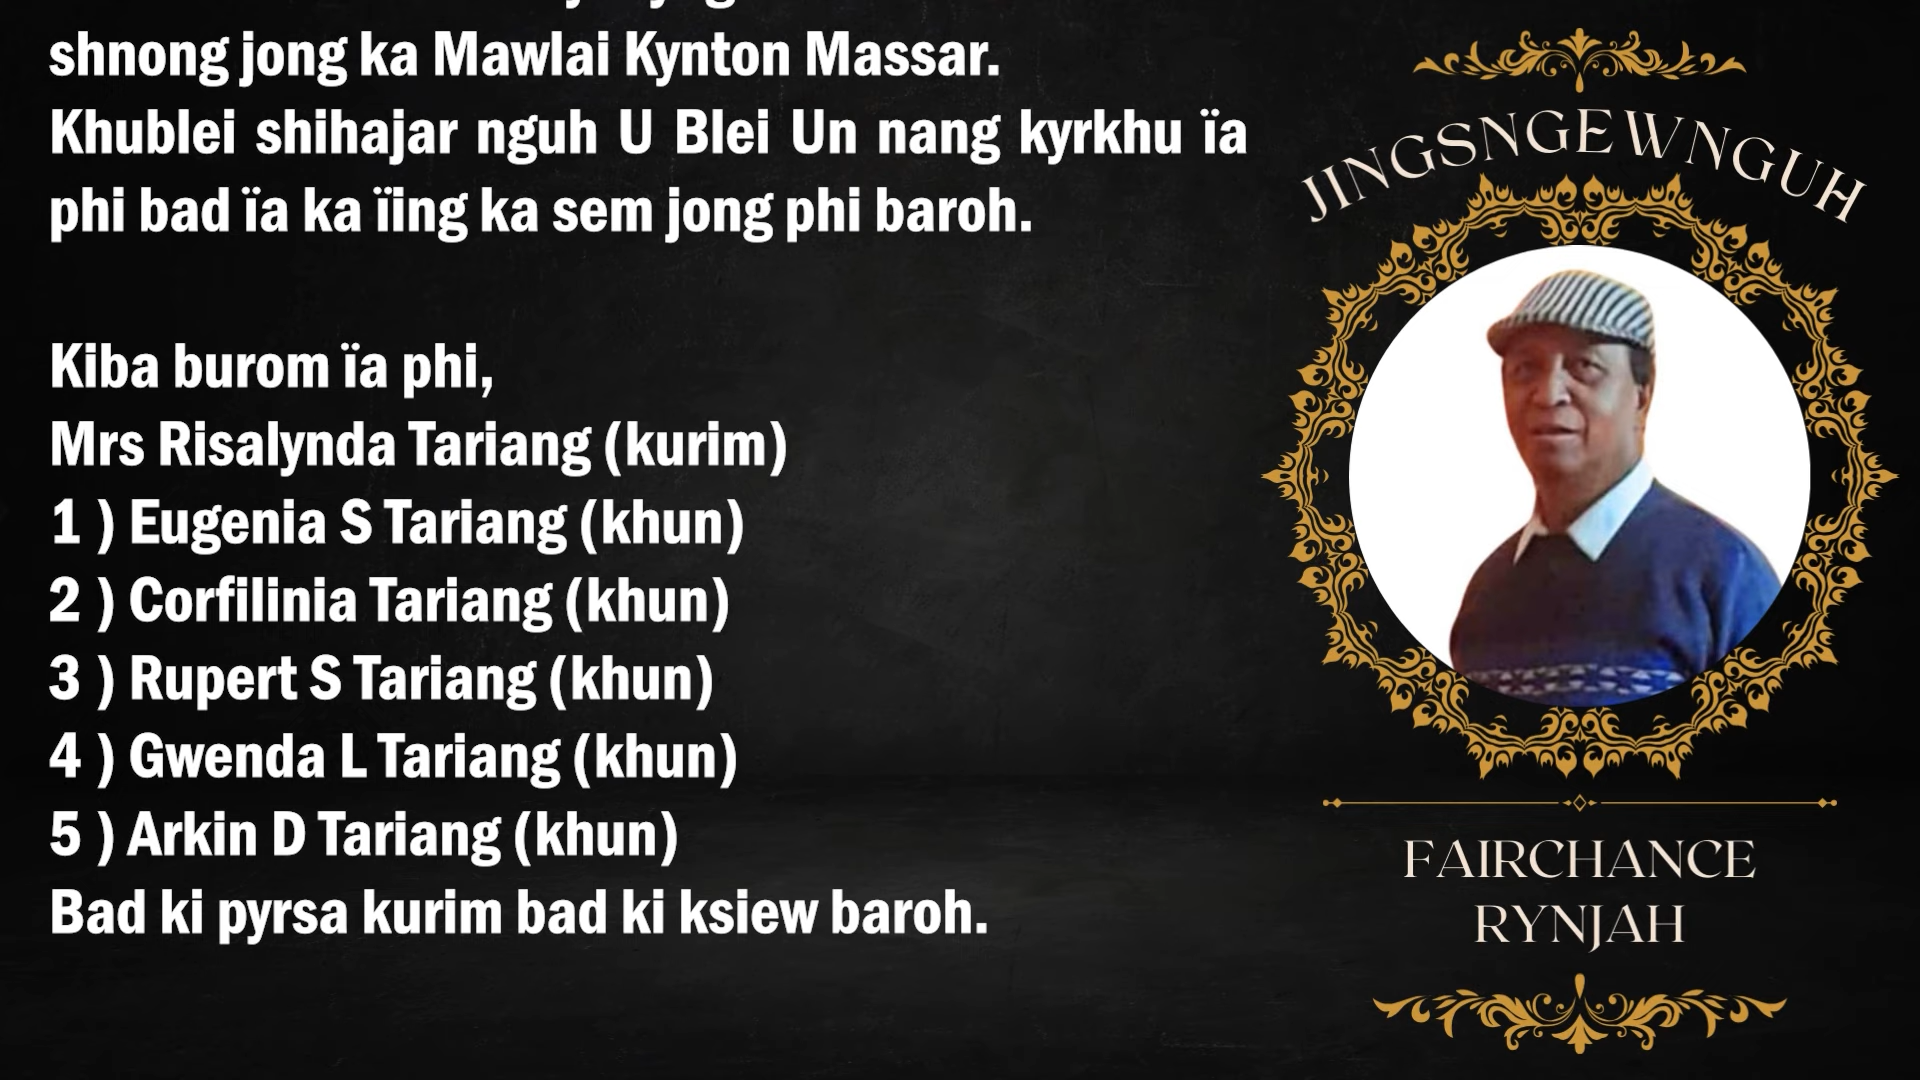 shnong jong ka Mawlai Kynton Massar.
Khublei shihajar nguh U Blei Un nang kyrkhu ïa
phi bad ïa ka ïing ka sem jong phi baroh.
Kiba burom ïa phi,
Mrs Risalynda Tariang (kurim)
1 ) Eugenia S Tariang (khun)
2 ) Corfilinia Tariang (khun)
3 ) Rupert S Tariang (khun)
4 ) Gwenda L Tariang (khun)
5 ) Arkin D Tariang (khun)
Bad ki pyrsa kurim bad ki ksiew baroh.
JINGSNGEWNGUH
FAIRCHANCE
RYNJAH